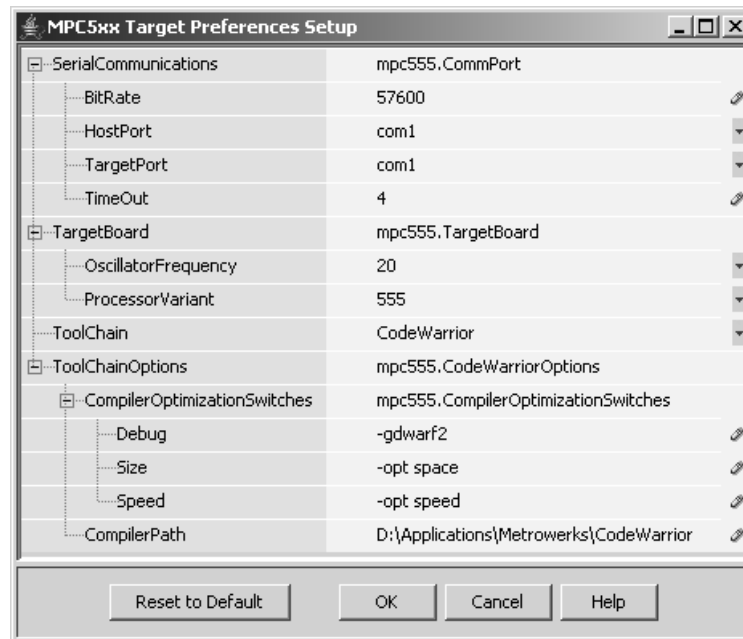 MPC5xx Target Preferences Setup
SerialCommunications mpc555.CommPort
BitRate 57600
HostPort com1
TargetPort com1
TimeOut 4
TargetBoard mpc555.TargetBoard
OscillatorFrequency 20
ProcessorVariant 555
ToolChain CodeWarrior
ToolChainOptions mpc555.CodeWarriorOptions
CompilerOptimizationSwitches mpc555.CompilerOptimizationSwitches
Debug -gdwarf2
Size -opt space
Speed -opt speed
CompilerPath D:\Applications\Metrowerks\CodeWarrior
Reset to Default OK Cancel Help